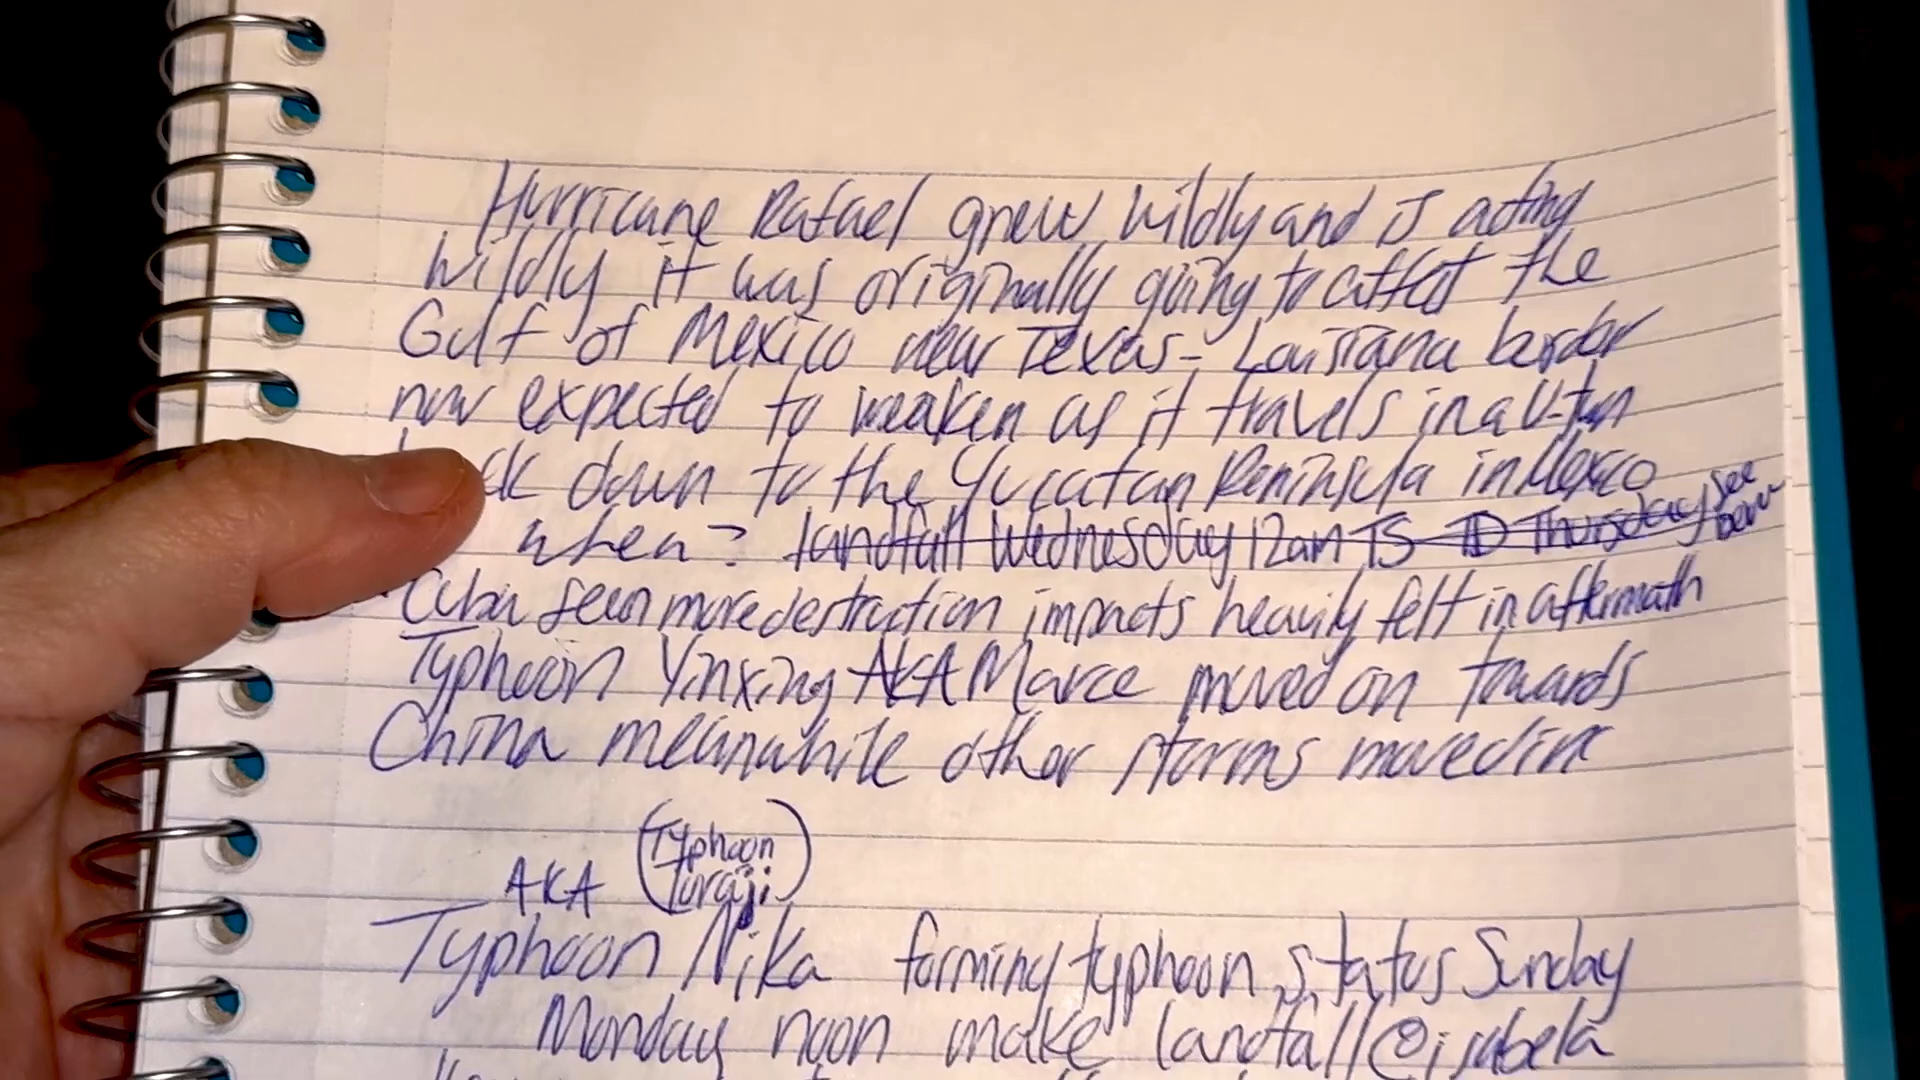 Hurricane Rafael grew wildly and is acting
wildly it was originally going to affect the
Gulf of Mexico near Texas - Louisiana border
now expected to weaken as it travels in a U-turn
down to the Yucatan Peninsula in Mexico
when? landfall Wednesday 12am TS TD Thursday see
below
Cuba seen more destruction impacts heavily felt in aftermath
Typhoon Yinxing AKA Marce moved on towards
China meanwhile other storms moved in
(Typhoon
Toraji)
AKA
Typhoon Nika forming typhoon status Sunday
Monday noon make landfall @ isabela